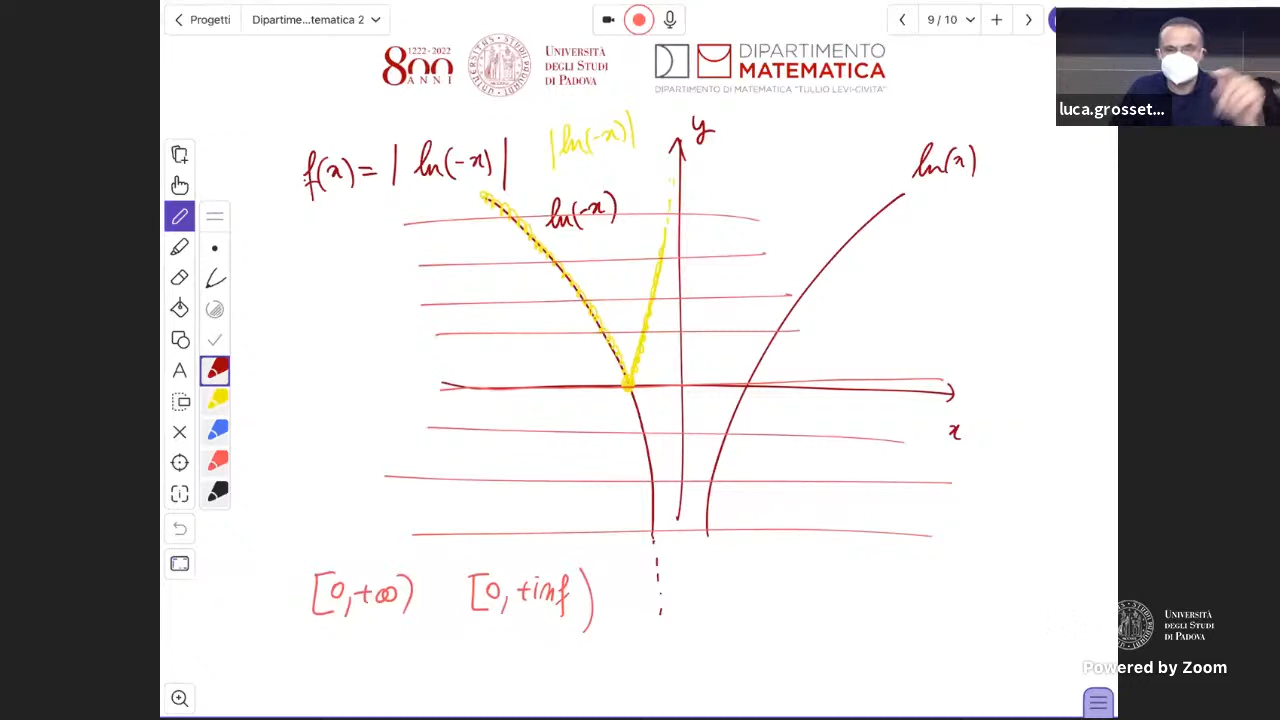 Progetti
Dipartime...tematica 2
9 / 10
1222-2022
800
ANNI
UNIVERSITÀ
DEGLI STUDI
DI PADOVA
DIPARTIMENTO
MATEMATICA
DIPARTIMENTO DI MATEMATICA "TULLIO LEVI-CIVITA"
luca.grosset...
f(x) = | ln(-x) |
|ln(-x)|
y
ln(x)
ln(-x)
x
A
[0,+∞)
[0,+inf)
UNIVERSITÀ
DEGLI STUDI
DI PADOVA
Powered by Zoom